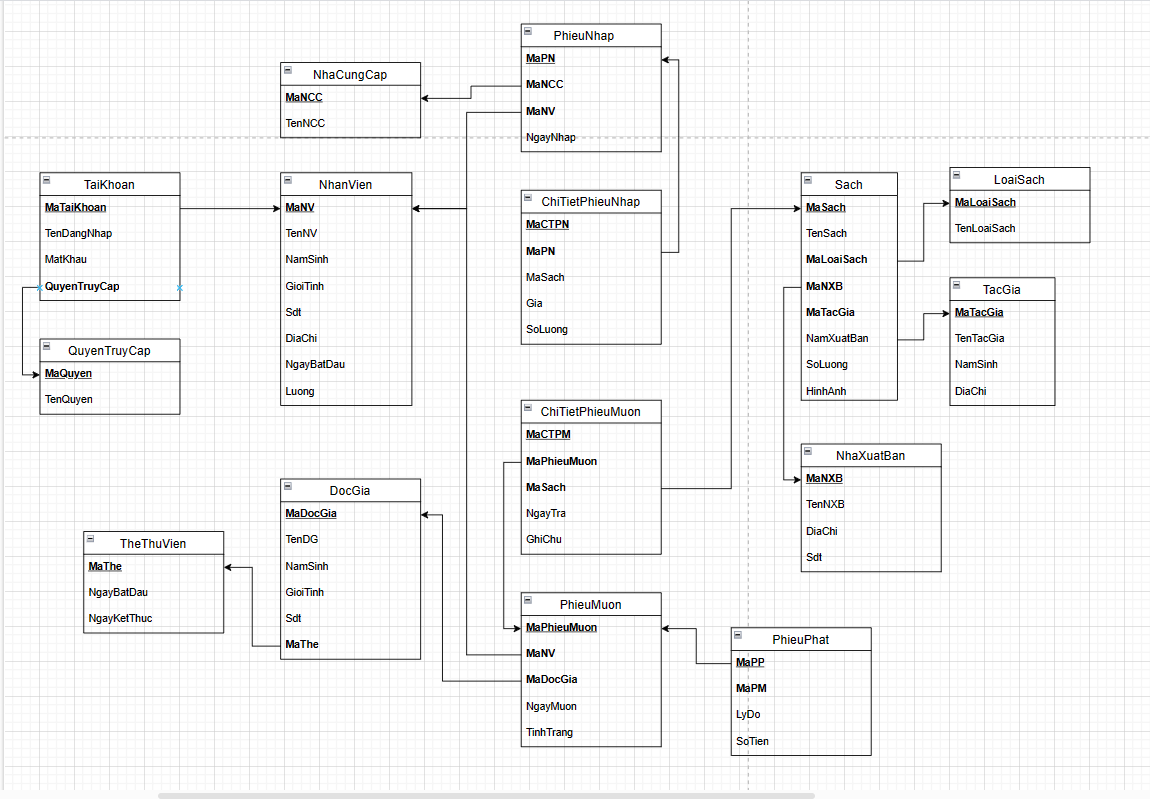 PhieuNhap
MaPN
MaNCC
MaNV
NgayNhap
NhaCungCap
MaNCC
TenNCC
TaiKhoan
MaTaiKhoan
TenDangNhap
MatKhau
QuyenTruyCap
NhanVien
MaNV
TenNV
NamSinh
GioiTinh
Sdt
DiaChi
NgayBatDau
Luong
ChiTietPhieuNhap
MaCTPN
MaPN
MaSach
Gia
SoLuong
Sach
MaSach
TenSach
MaLoaiSach
MaNXB
MaTacGia
NamXuatBan
SoLuong
HinhAnh
LoaiSach
MaLoaiSach
TenLoaiSach
TacGia
MaTacGia
TenTacGia
NamSinh
DiaChi
QuyenTruyCap
MaQuyen
TenQuyen
ChiTietPhieuMuon
MaCTPM
MaPhieuMuon
MaSach
NgayTra
GhiChu
NhaXuatBan
MaNXB
TenNXB
DiaChi
Sdt
DocGia
MaDocGia
TenDG
NamSinh
GioiTinh
Sdt
MaThe
TheThuVien
MaThe
NgayBatDau
NgayKetThuc
PhieuMuon
MaPhieuMuon
MaNV
MaDocGia
NgayMuon
TinhTrang
PhieuPhat
MaPP
MaPM
LyDo
SoTien